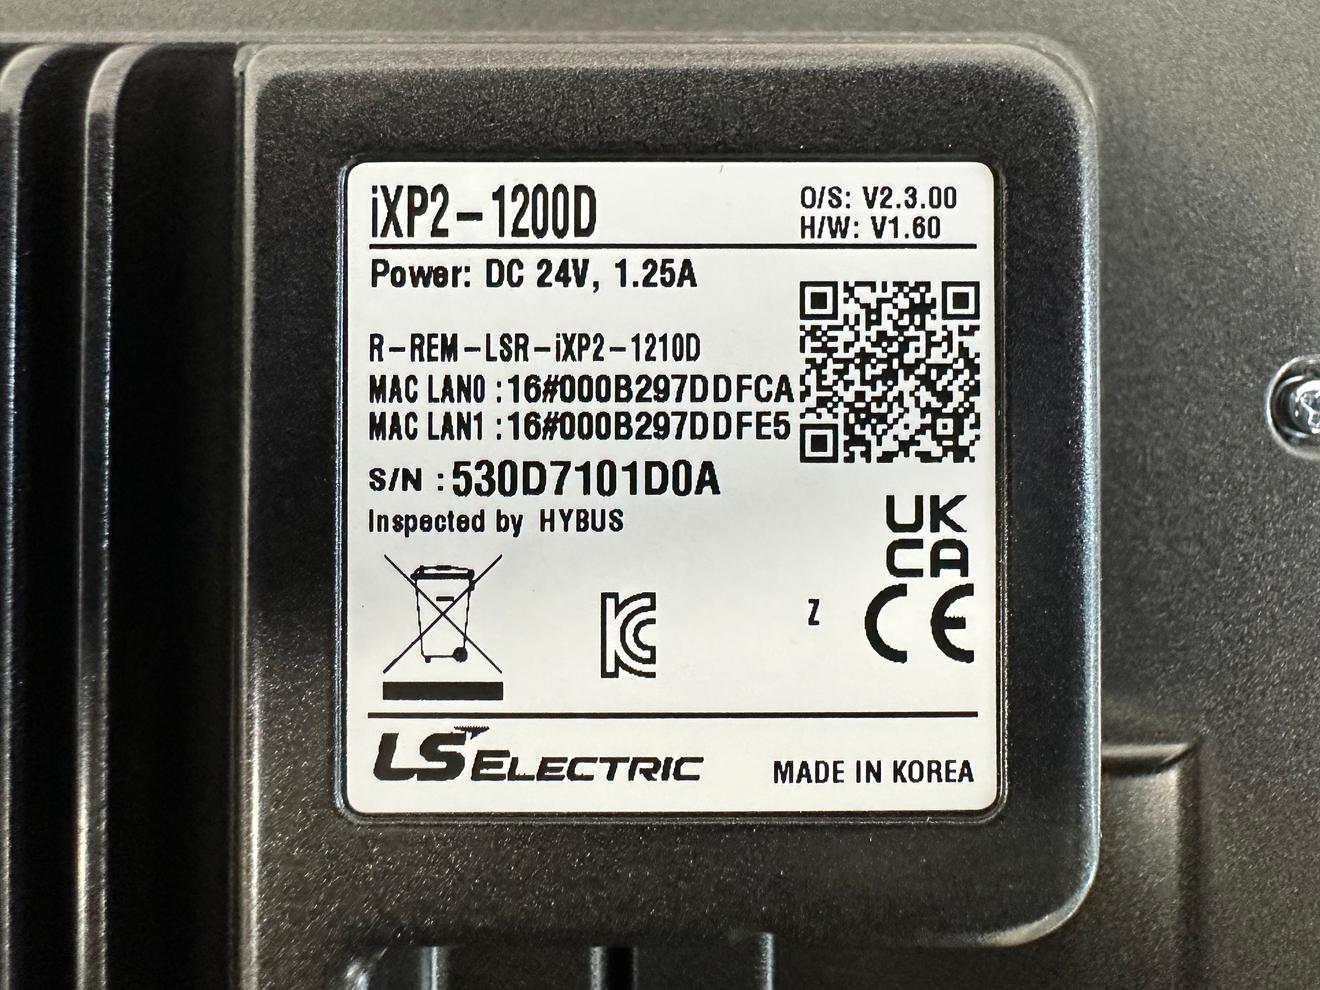 iXP2-1200D
O/S: V2.3.00
H/W: V1.60
Power: DC 24V, 1.25A
R-REM-LSR-iXP2-1210D
MAC LAN0 :16#000B297DDFCA
MAC LAN1 :16#000B297DDFE5
S/N :530D7101D0A
Inspected by HYBUS
UK
CA
KC
Z
CE
LS ELECTRIC
MADE IN KOREA